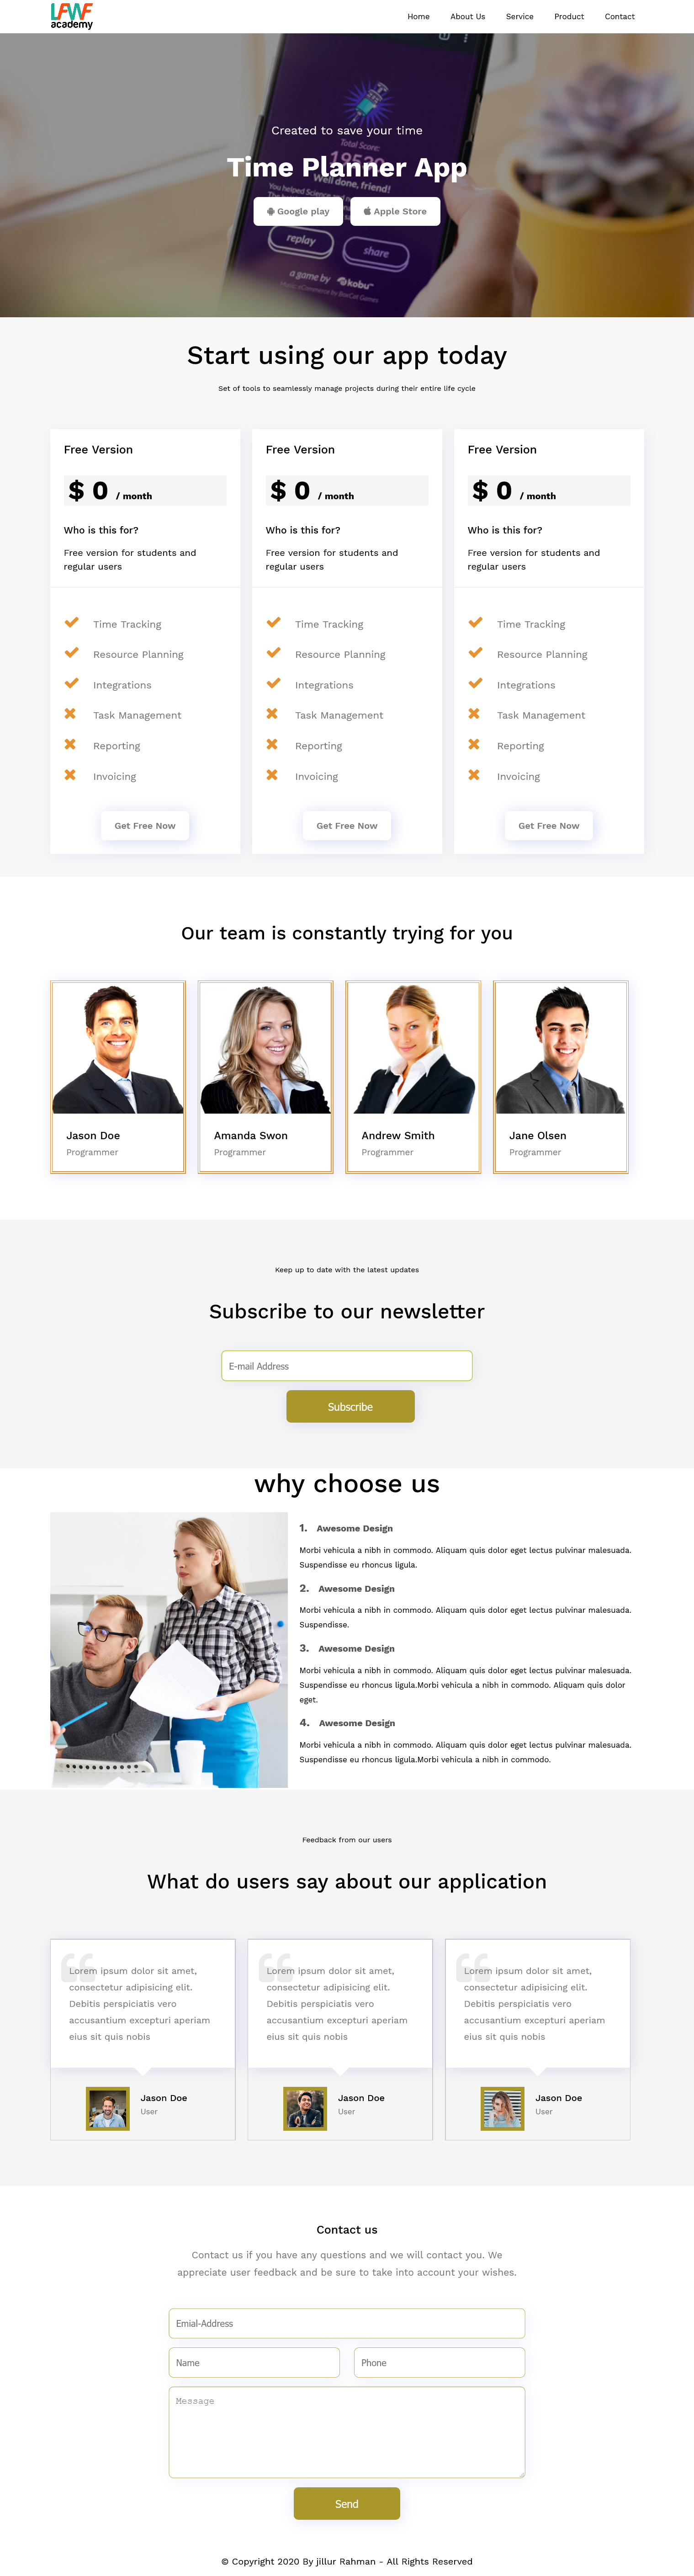 LFWF
academy
Home About Us Service Product Contact
Created to save your time
Time Planner App
Google play Apple Store
Total Score:
19520
Well done, friend!
replay share
a game by kobu
Start using our app today
Set of tools to seamlessly manage projects during their entire life cycle
Free Version
$ 0 / month
Who is this for?
Free version for students and
regular users
Time Tracking
Resource Planning
Integrations
Task Management
Reporting
Invoicing
Get Free Now
Free Version
$ 0 / month
Who is this for?
Free version for students and
regular users
Time Tracking
Resource Planning
Integrations
Task Management
Reporting
Invoicing
Get Free Now
Free Version
$ 0 / month
Who is this for?
Free version for students and
regular users
Time Tracking
Resource Planning
Integrations
Task Management
Reporting
Invoicing
Get Free Now
Our team is constantly trying for you
Jason Doe
Programmer
Amanda Swon
Programmer
Andrew Smith
Programmer
Jane Olsen
Programmer
Keep up to date with the latest updates
Subscribe to our newsletter
E-mail Address
Subscribe
why choose us
1. Awesome Design
Morbi vehicula a nibh in commodo. Aliquam quis dolor eget lectus pulvinar malesuada.
Suspendisse eu rhoncus ligula.
2. Awesome Design
Morbi vehicula a nibh in commodo. Aliquam quis dolor eget lectus pulvinar malesuada.
Suspendisse.
3. Awesome Design
Morbi vehicula a nibh in commodo. Aliquam quis dolor eget lectus pulvinar malesuada.
Suspendisse eu rhoncus ligula.Morbi vehicula a nibh in commodo. Aliquam quis dolor
eget.
4. Awesome Design
Morbi vehicula a nibh in commodo. Aliquam quis dolor eget lectus pulvinar malesuada.
Suspendisse eu rhoncus ligula.Morbi vehicula a nibh in commodo.
Feedback from our users
What do users say about our application
Lorem ipsum dolor sit amet,
consectetur adipisicing elit.
Debitis perspiciatis vero
accusantium excepturi aperiam
eius sit quis nobis
Jason Doe
User
Lorem ipsum dolor sit amet,
consectetur adipisicing elit.
Debitis perspiciatis vero
accusantium excepturi aperiam
eius sit quis nobis
Jason Doe
User
Lorem ipsum dolor sit amet,
consectetur adipisicing elit.
Debitis perspiciatis vero
accusantium excepturi aperiam
eius sit quis nobis
Jason Doe
User
Contact us
Contact us if you have any questions and we will contact you. We
appreciate user feedback and be sure to take into account your wishes.
Emial-Address
Name Phone
Message
Send
© Copyright 2020 By jillur Rahman - All Rights Reserved